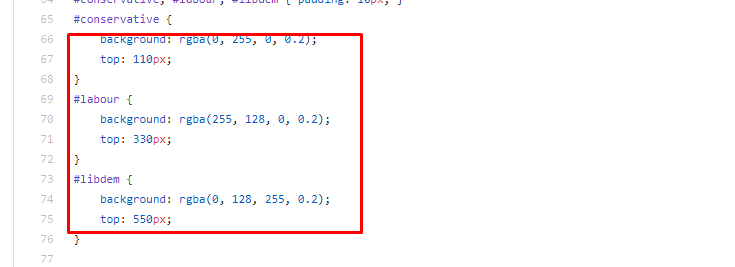 64 #conservative, #labour, #libdem { padding: 10px; }
65 #conservative {
66 background: rgba(0, 255, 0, 0.2);
67 top: 110px;
68 }
69 #labour {
70 background: rgba(255, 128, 0, 0.2);
71 top: 330px;
72 }
73 #libdem {
74 background: rgba(0, 128, 255, 0.2);
75 top: 550px;
76 }
77